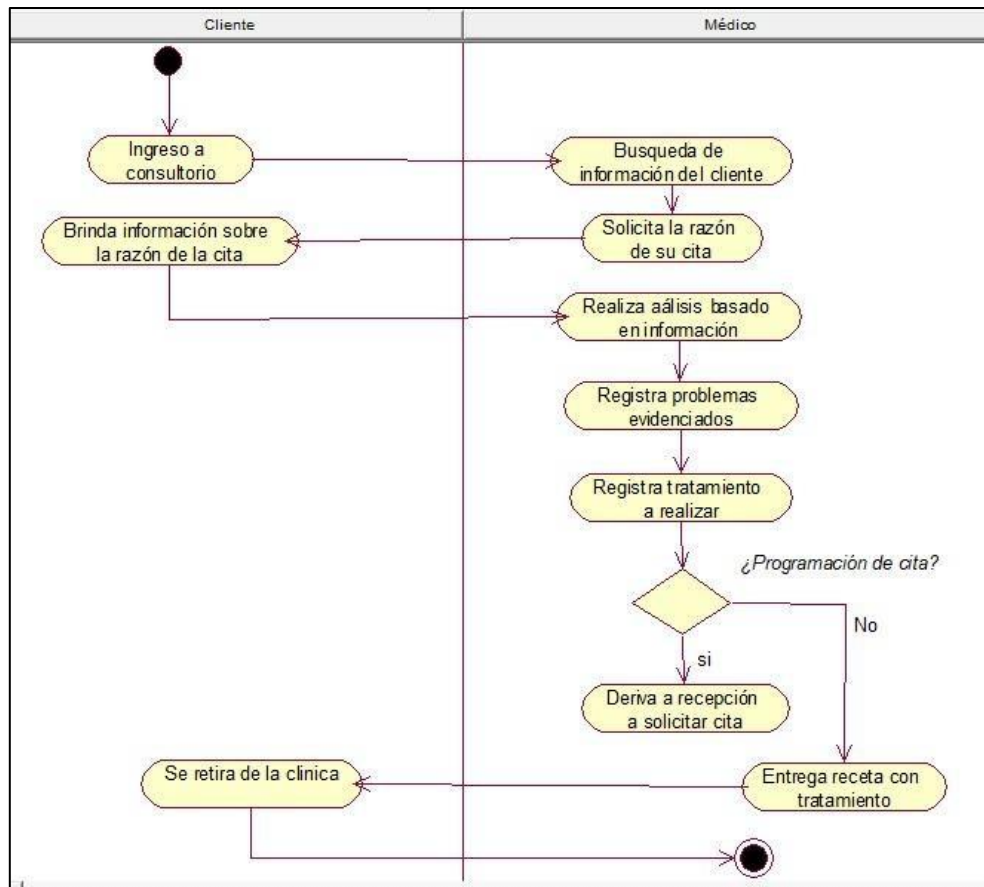 Cliente
Médico
Ingreso a
consultorio
Busqueda de
información del cliente
Brinda información sobre
la razón de la cita
Solicita la razón
de su cita
Realiza aálisis basado
en información
Registra problemas
evidenciados
Registra tratamiento
a realizar
¿Programación de cita?
No
si
Deriva a recepción
a solicitar cita
Se retira de la clinica
Entrega receta con
tratamiento